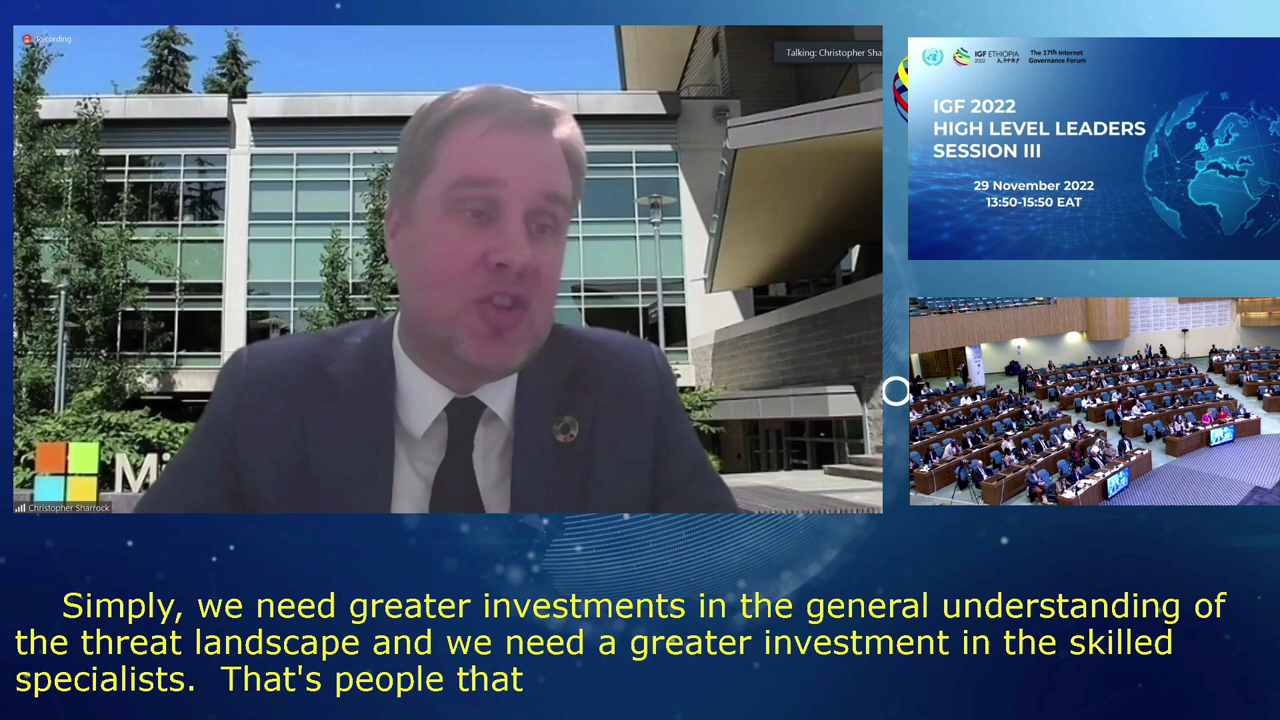 Recording
Talking: Christopher Sha
Mi
Christopher Sharrock
IGF ETHIOPIA
2022 ኢትዮጵያ
The 17th Internet
Governance Forum
IGF 2022
HIGH LEVEL LEADERS
SESSION III
29 November 2022
13:50-15:50 EAT
O
Simply, we need greater investments in the general understanding of
the threat landscape and we need a greater investment in the skilled
specialists. That's people that